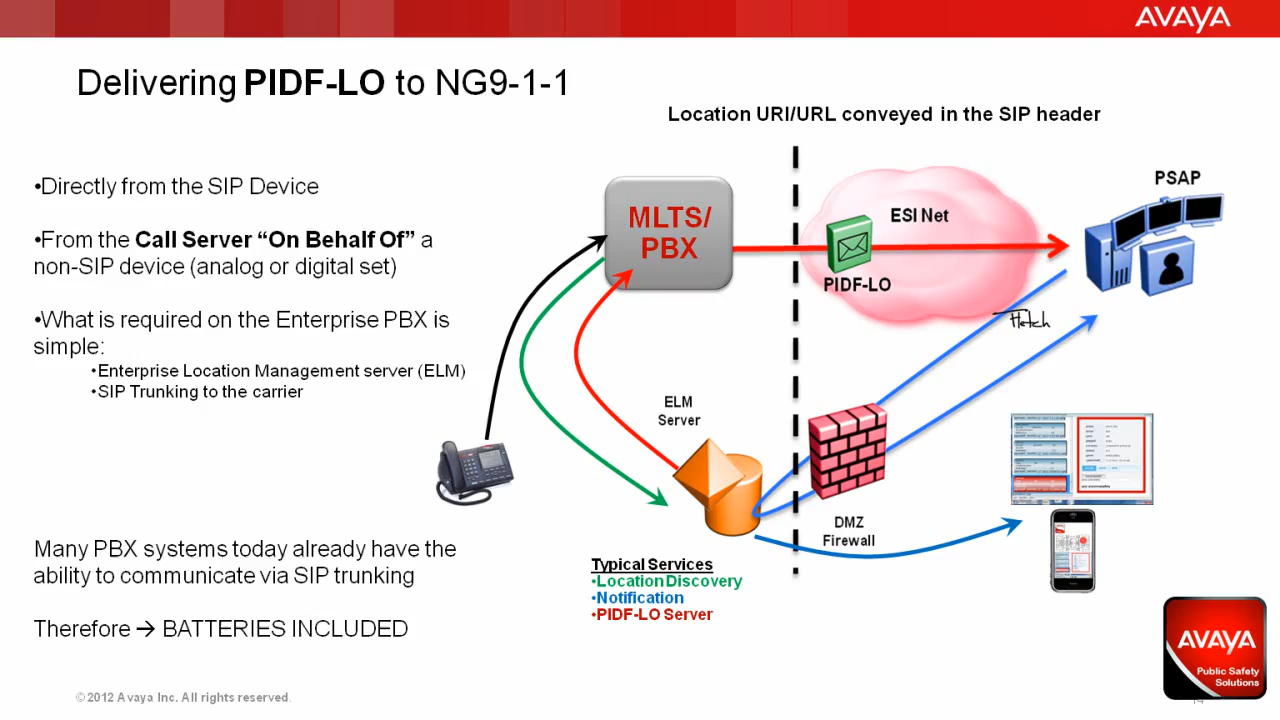 AVAYA
Delivering PIDF-LO to NG9-1-1
Location URI/URL conveyed in the SIP header
•Directly from the SIP Device
•From the Call Server “On Behalf Of” a
non-SIP device (analog or digital set)
•What is required on the Enterprise PBX is
simple:
•Enterprise Location Management server (ELM)
•SIP Trunking to the carrier
Many PBX systems today already have the
ability to communicate via SIP trunking
Therefore → BATTERIES INCLUDED
MLTS/
PBX
ESI Net
PIDF-LO
PSAP
Fletch
ELM
Server
DMZ
Firewall
Typical Services
•Location Discovery
•Notification
•PIDF-LO Server
AVAYA
Public Safety
Solutions
© 2012 Avaya Inc. All rights reserved.
14